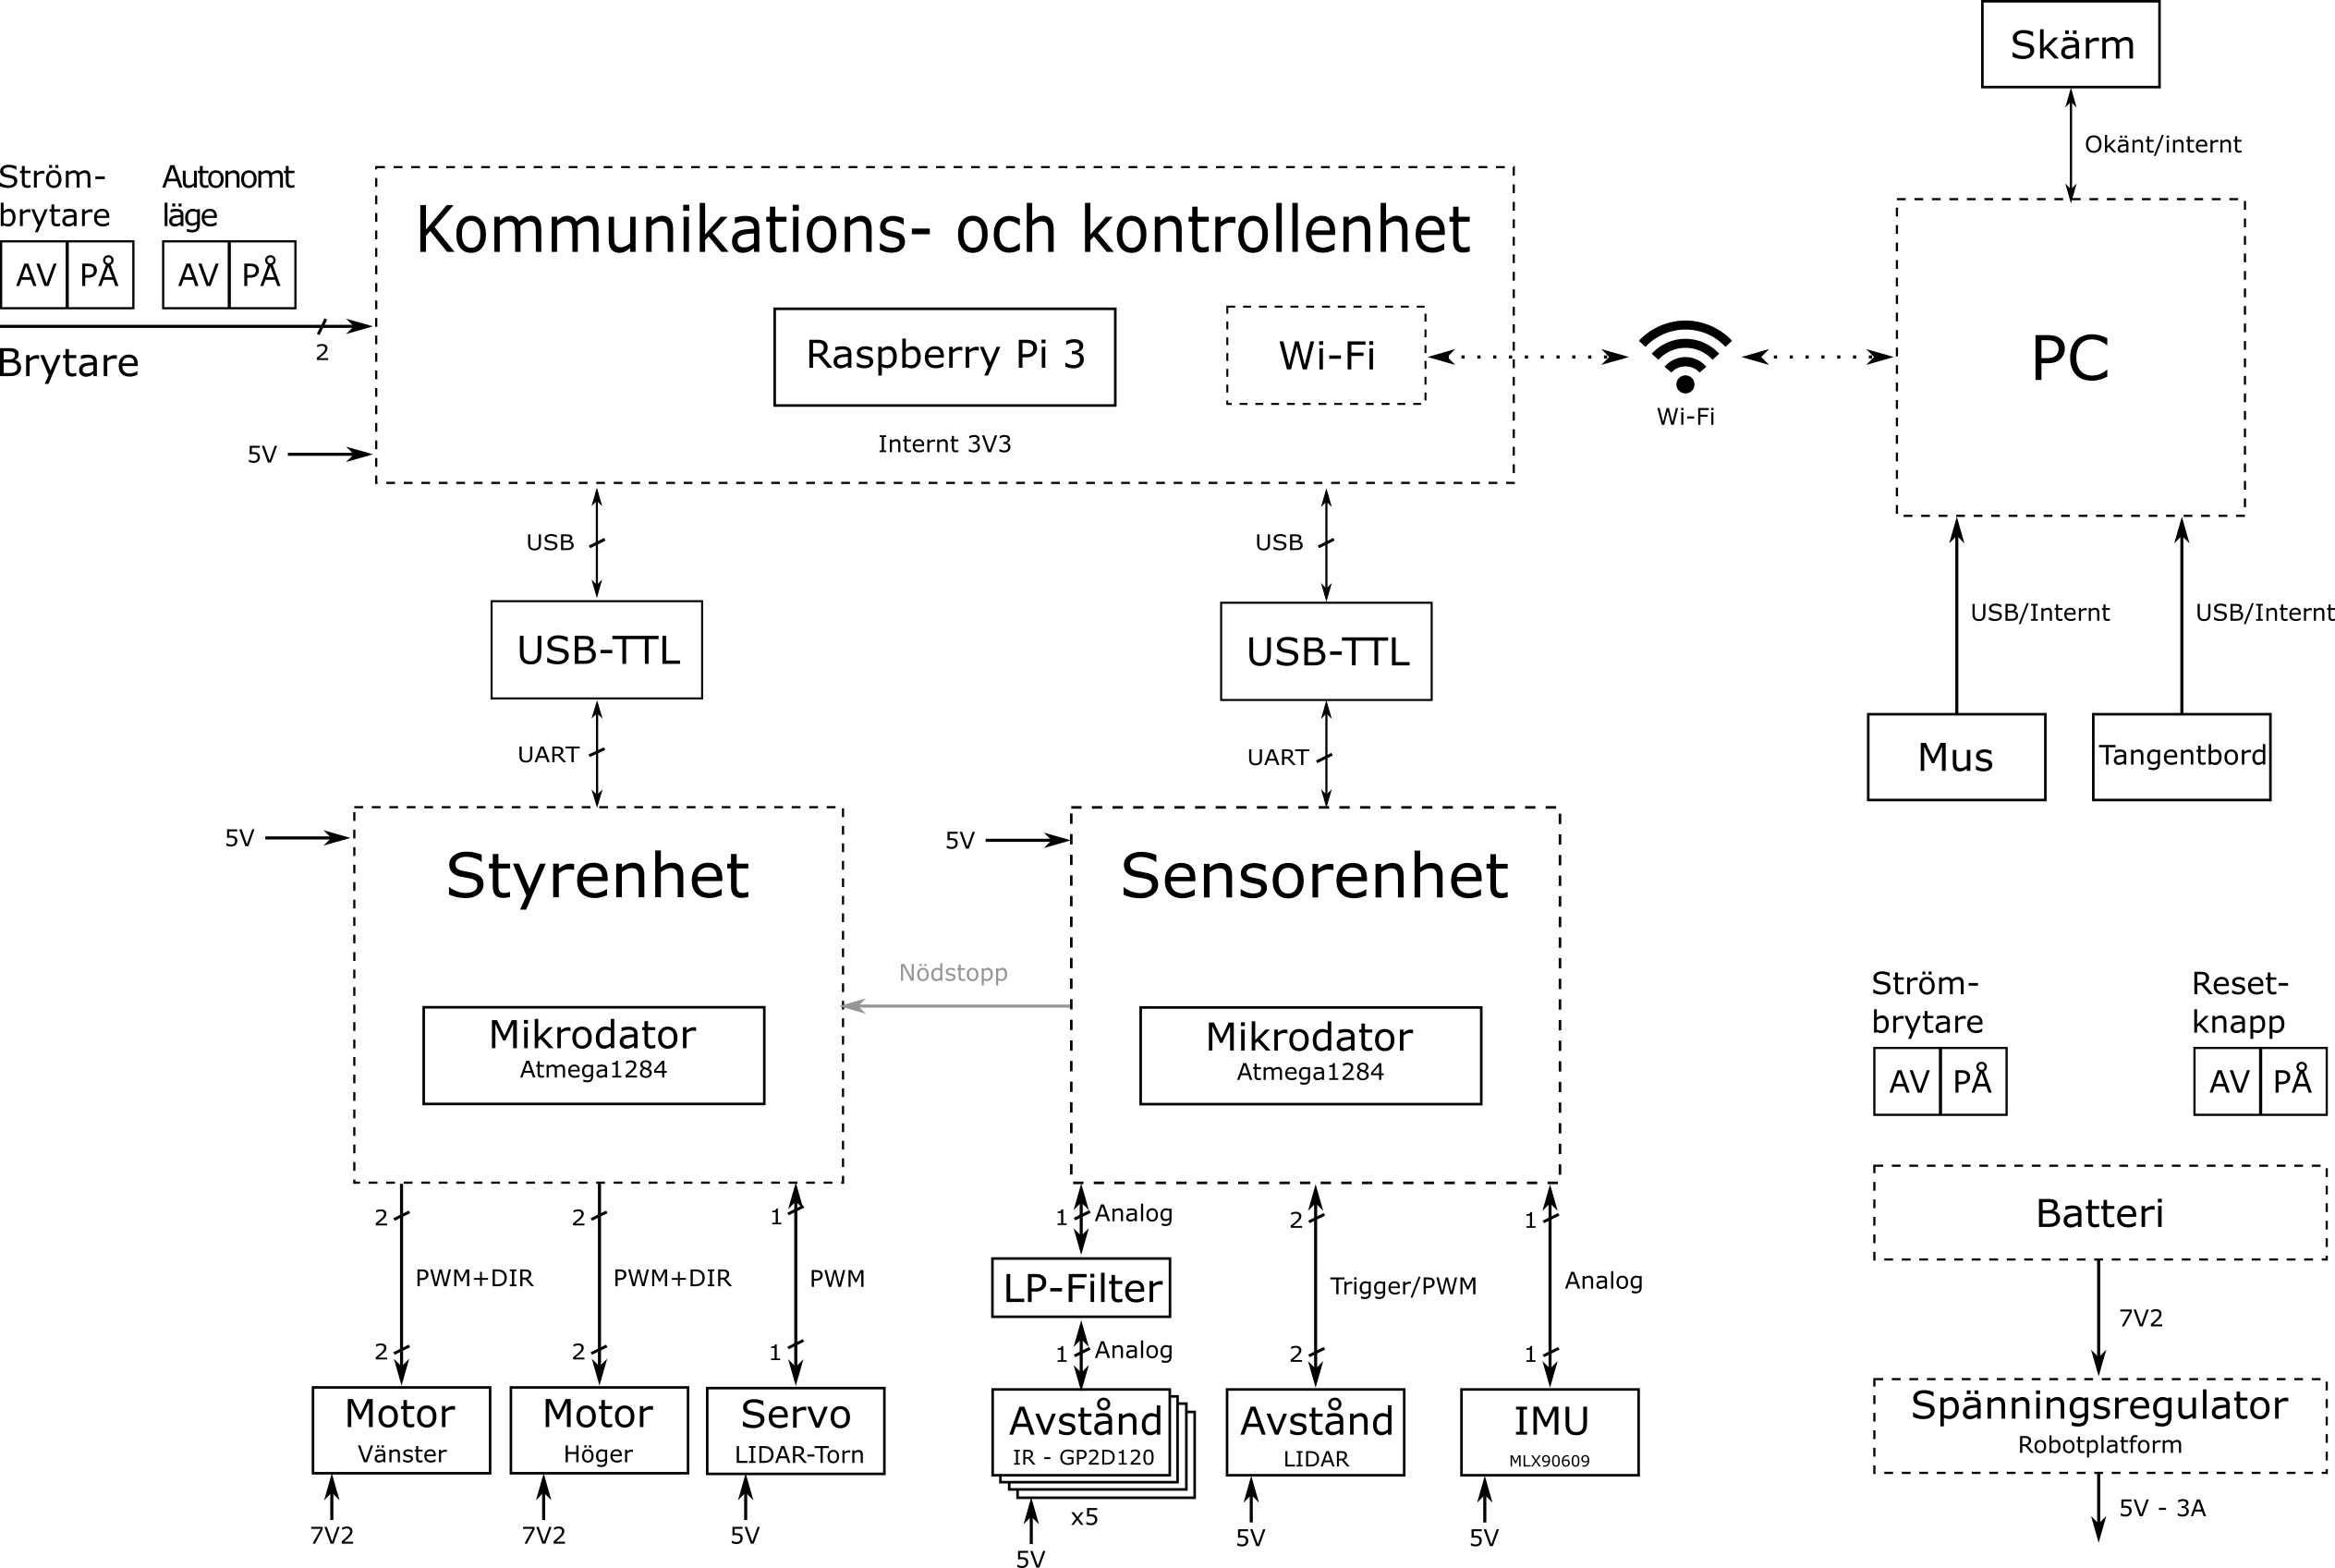 Skärm
Okänt/internt
Ström-
brytare
AV
PÅ
Autonomt
läge
AV
PÅ
2
Brytare
5V
Kommunikations- och kontrollenhet
Raspberry Pi 3
Wi-Fi
Internt 3V3
Wi-Fi
PC
USB
USB
USB-TTL
USB-TTL
UART
UART
USB/Internt
USB/Internt
Mus
Tangentbord
5V
Styrenhet
Mikrodator
Atmega1284
Nödstopp
5V
Sensorenhet
Mikrodator
Atmega1284
Ström-
brytare
AV
PÅ
Reset-
knapp
AV
PÅ
Batteri
7V2
Spänningsregulator
Robotplatform
5V - 3A
2
PWM+DIR
2
2
PWM+DIR
2
1
PWM
1
1
Analog
LP-Filter
1
Analog
2
Trigger/PWM
2
1
Analog
1
Motor
Vänster
7V2
Motor
Höger
7V2
Servo
LIDAR-Torn
5V
Avstånd
IR - GP2D120
x5
5V
Avstånd
LIDAR
5V
IMU
MLX90609
5V